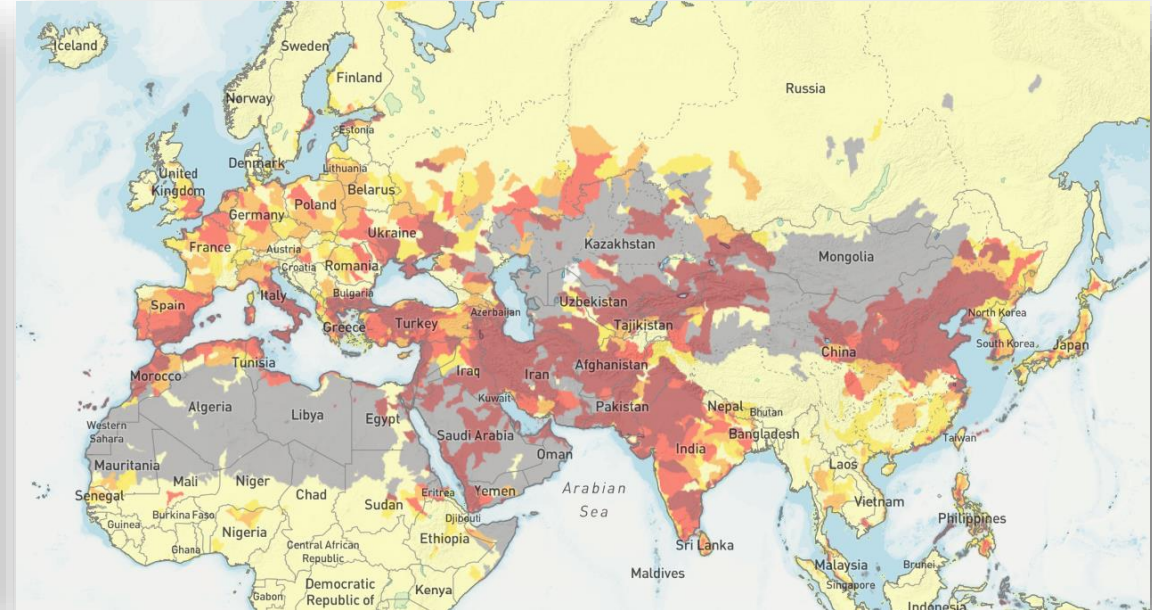 Iceland
Sweden
Finland
Russia
Norway
Estonia
Denmark
Lithuania
United
Kingdom
Belarus
Poland
Germany
Ukraine
France
Austria
Kazakhstan
Mongolia
Croatia
Romania
Bulgaria
Italy
Spain
Uzbekistan
Azerbaijan
North Korea
Greece
Turkey
Tajikistan
South Korea
Japan
China
Tunisia
Afghanistan
Morocco
Iraq
Iran
Kuwait
Pakistan
Nepal
Bhutan
Algeria
Libya
Egypt
Western
Sahara
Saudi Arabia
Bangladesh
Taiwan
India
Oman
Mauritania
Laos
Mali
Niger
Arabian
Sea
Senegal
Chad
Sudan
Eritrea
Yemen
Vietnam
Guinea
Burkina Faso
Djibouti
Philippines
Nigeria
Ethiopia
Ghana
Central African
Republic
Sri Lanka
Malaysia
Brunei
Maldives
Democratic
Republic of
Kenya
Singapore
Gabon
Indonesia